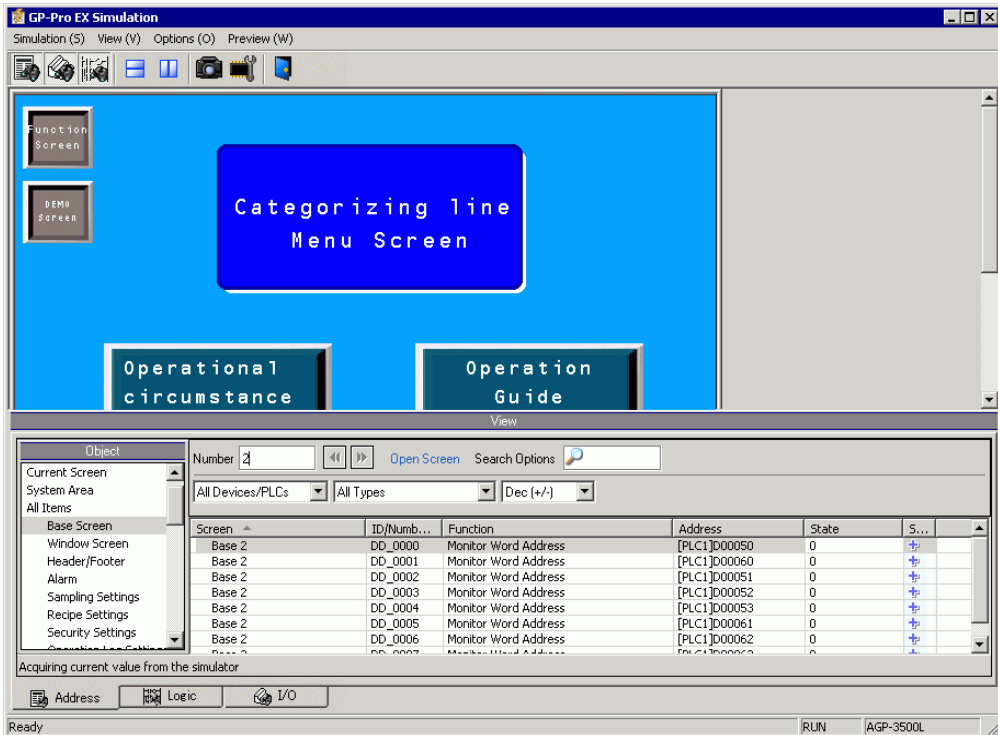 GP-Pro EX Simulation
Simulation (S) View (V) Options (O) Preview (W)
Function
Screen
DEMO
Screen
Categorizing line
Menu Screen
Operational
circumstance
Operation
Guide
View
Object
Current Screen
System Area
All Items
Base Screen
Window Screen
Header/Footer
Alarm
Sampling Settings
Recipe Settings
Security Settings
Number 2 Open Screen Search Options
All Devices/PLCs All Types Dec (+/-)
Screen ID/Numb... Function Address State S...
Base 2 DD_0000 Monitor Word Address [PLC1]D00050 0
Base 2 DD_0001 Monitor Word Address [PLC1]D00060 0
Base 2 DD_0002 Monitor Word Address [PLC1]D00051 0
Base 2 DD_0003 Monitor Word Address [PLC1]D00052 0
Base 2 DD_0004 Monitor Word Address [PLC1]D00053 0
Base 2 DD_0005 Monitor Word Address [PLC1]D00061 0
Base 2 DD_0006 Monitor Word Address [PLC1]D00062 0
Acquiring current value from the simulator
Address Logic I/O
Ready RUN AGP-3500L